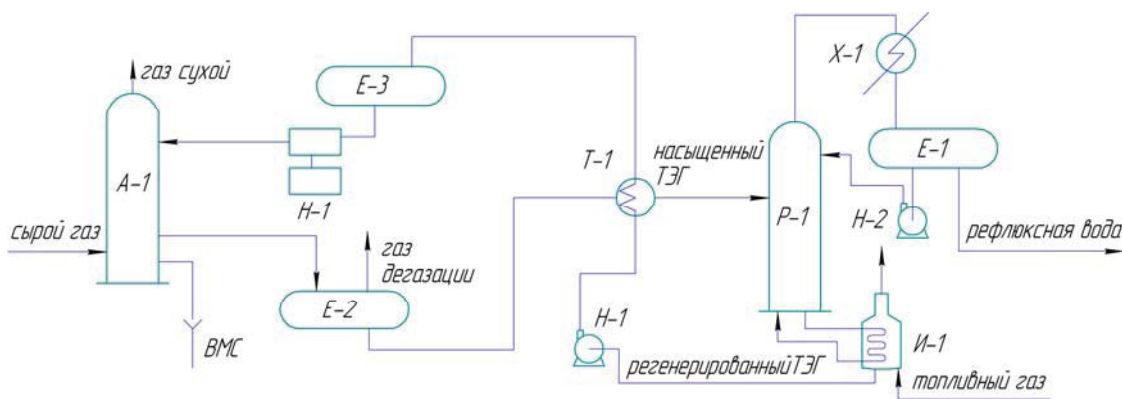 газ сухой
Е-3
Х-1
Е-1
А-1
Н-1
Т-1
насыщенный
ТЭГ
Р-1
Н-2
рефлюксная вода
сырой газ
газ
дегазации
Е-2
ВМС
Н-1
регенерированный ТЭГ
И-1
топливный газ